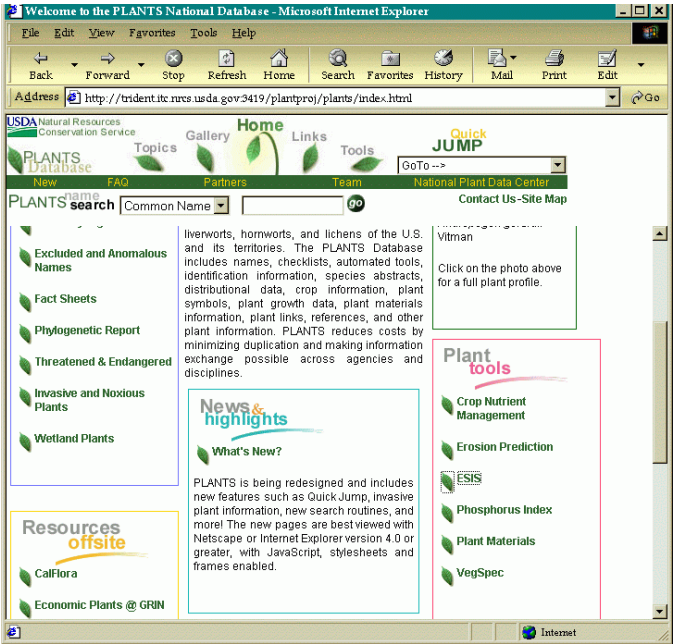 Welcome to the PLANTS National Database - Microsoft Internet Explorer
File Edit View Favorites Tools Help
Back Forward Stop Refresh Home Search Favorites History Mail Print Edit
Address http://trident.itc.nrcs.usda.gov:3419/plantproj/plants/index.html Go
USDA Natural Resources
Conservation Service
PLANTS
Database
Topics Gallery Home Links Tools
Quick
JUMP
GoTo -->
New FAQ Partners Team National Plant Data Center
PLANTS name
search Common Name go
Contact Us-Site Map
Excluded and Anomalous
Names
Fact Sheets
Phylogenetic Report
Threatened & Endangered
Invasive and Noxious
Plants
Wetland Plants
Resources
offsite
CalFlora
Economic Plants @ GRIN
liverworts, hornworts, and lichens of the U.S.
and its territories. The PLANTS Database
includes names, checklists, automated tools,
identification information, species abstracts,
distributional data, crop information, plant
symbols, plant growth data, plant materials
information, plant links, references, and other
plant information. PLANTS reduces costs by
minimizing duplication and making information
exchange possible across agencies and
disciplines.
News &
highlights
What's New?
PLANTS is being redesigned and includes
new features such as Quick Jump, invasive
plant information, new search routines, and
more! The new pages are best viewed with
Netscape or Internet Explorer version 4.0 or
greater, with JavaScript, stylesheets and
frames enabled.
Vitman
Click on the photo above
for a full plant profile.
Plant
tools
Crop Nutrient
Management
Erosion Prediction
ESIS
Phosphorus Index
Plant Materials
VegSpec
Internet